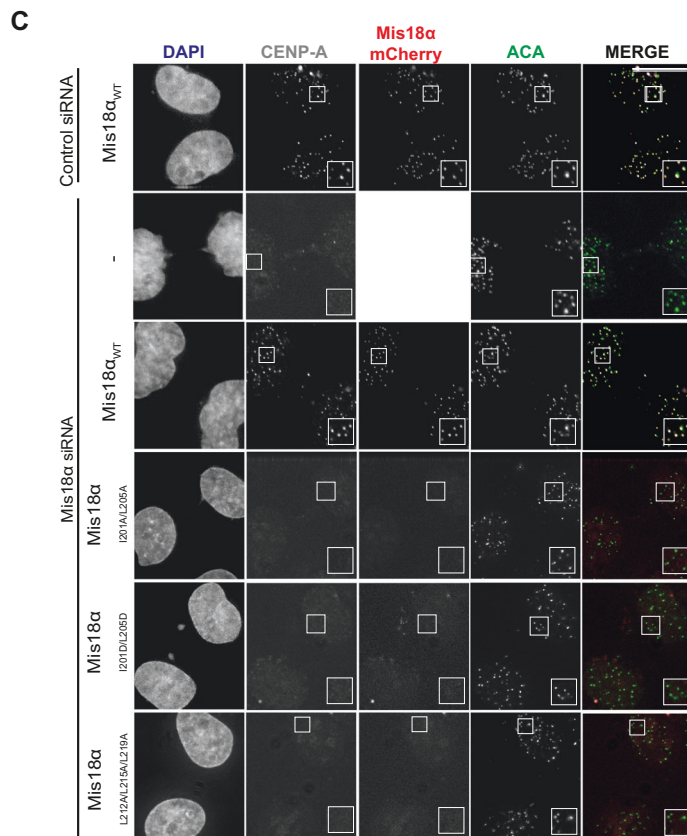 C
DAPI
CENP-A
Mis18α
mCherry
ACA
MERGE
Control siRNA
Mis18αWT
Mis18α siRNA
-
Mis18αWT
Mis18α
I201A/L205A
Mis18α
I201D/L205D
Mis18α
L212A/L215A/L219A